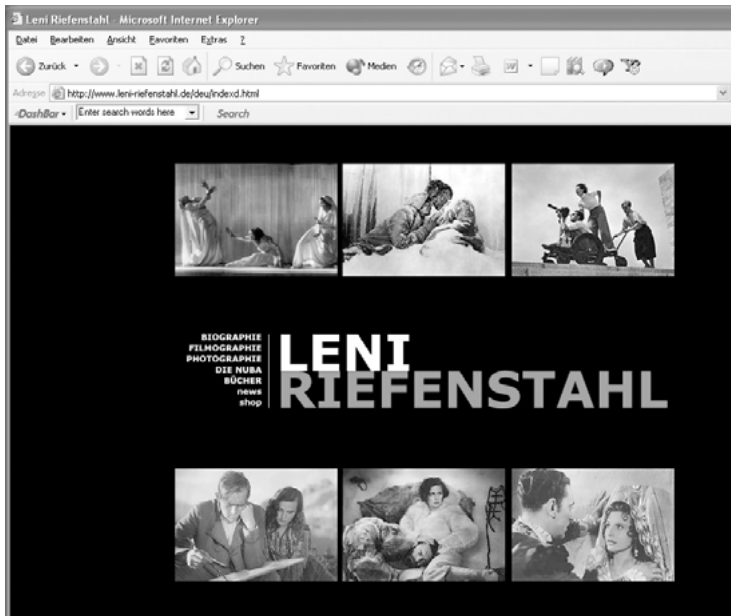 Leni Riefenstahl - Microsoft Internet Explorer
Datei Bearbeiten Ansicht Favoriten Extras ?
Zurück Suchen Favoriten Medien
Adresse http://www.leni-riefenstahl.de/deu/indexd.html
DashBar Enter search words here Search
BIOGRAPHIE
FILMOGRAPHIE
PHOTOGRAPHIE
DIE NUBA
BÜCHER
news
shop
LENI
RIEFENSTAHL